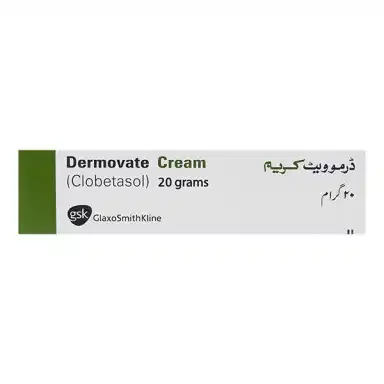 Dermovate Cream
(Clobetasol) 20 grams
gsk GlaxoSmithKline
ڈرموویٹ کریم
۲۰ گرام